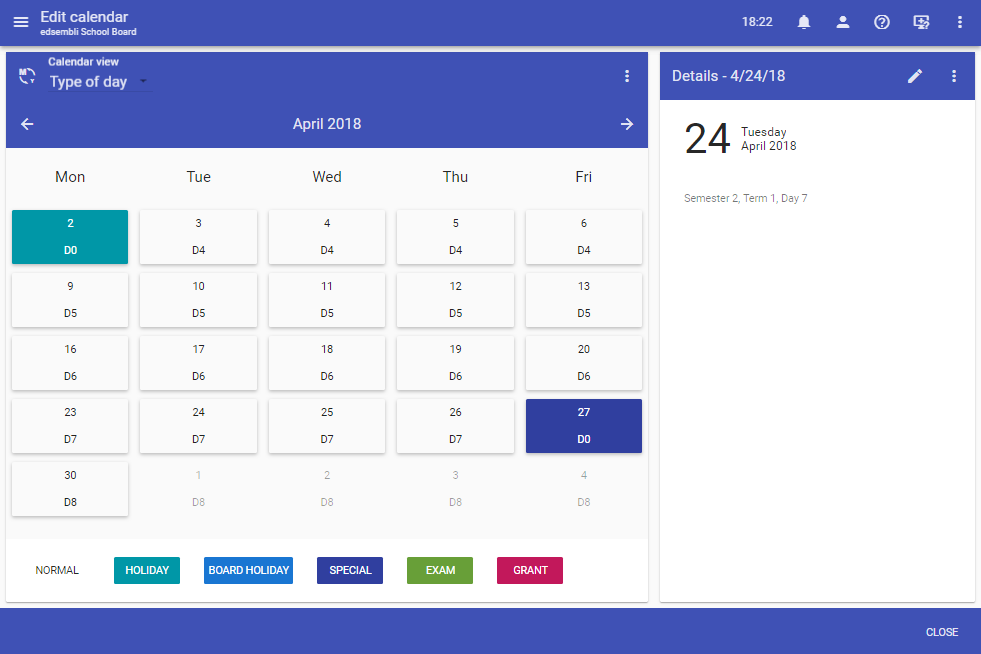 Edit calendar
edsembli School Board
18:22
Calendar view
Type of day
April 2018
Mon Tue Wed Thu Fri
2 3 4 5 6
D0 D4 D4 D4 D4
9 10 11 12 13
D5 D5 D5 D5 D5
16 17 18 19 20
D6 D6 D6 D6 D6
23 24 25 26 27
D7 D7 D7 D7 D0
30 1 2 3 4
D8 D8 D8 D8 D8
NORMAL HOLIDAY BOARD HOLIDAY SPECIAL EXAM GRANT
Details - 4/24/18
24
Tuesday
April 2018
Semester 2, Term 1, Day 7
CLOSE